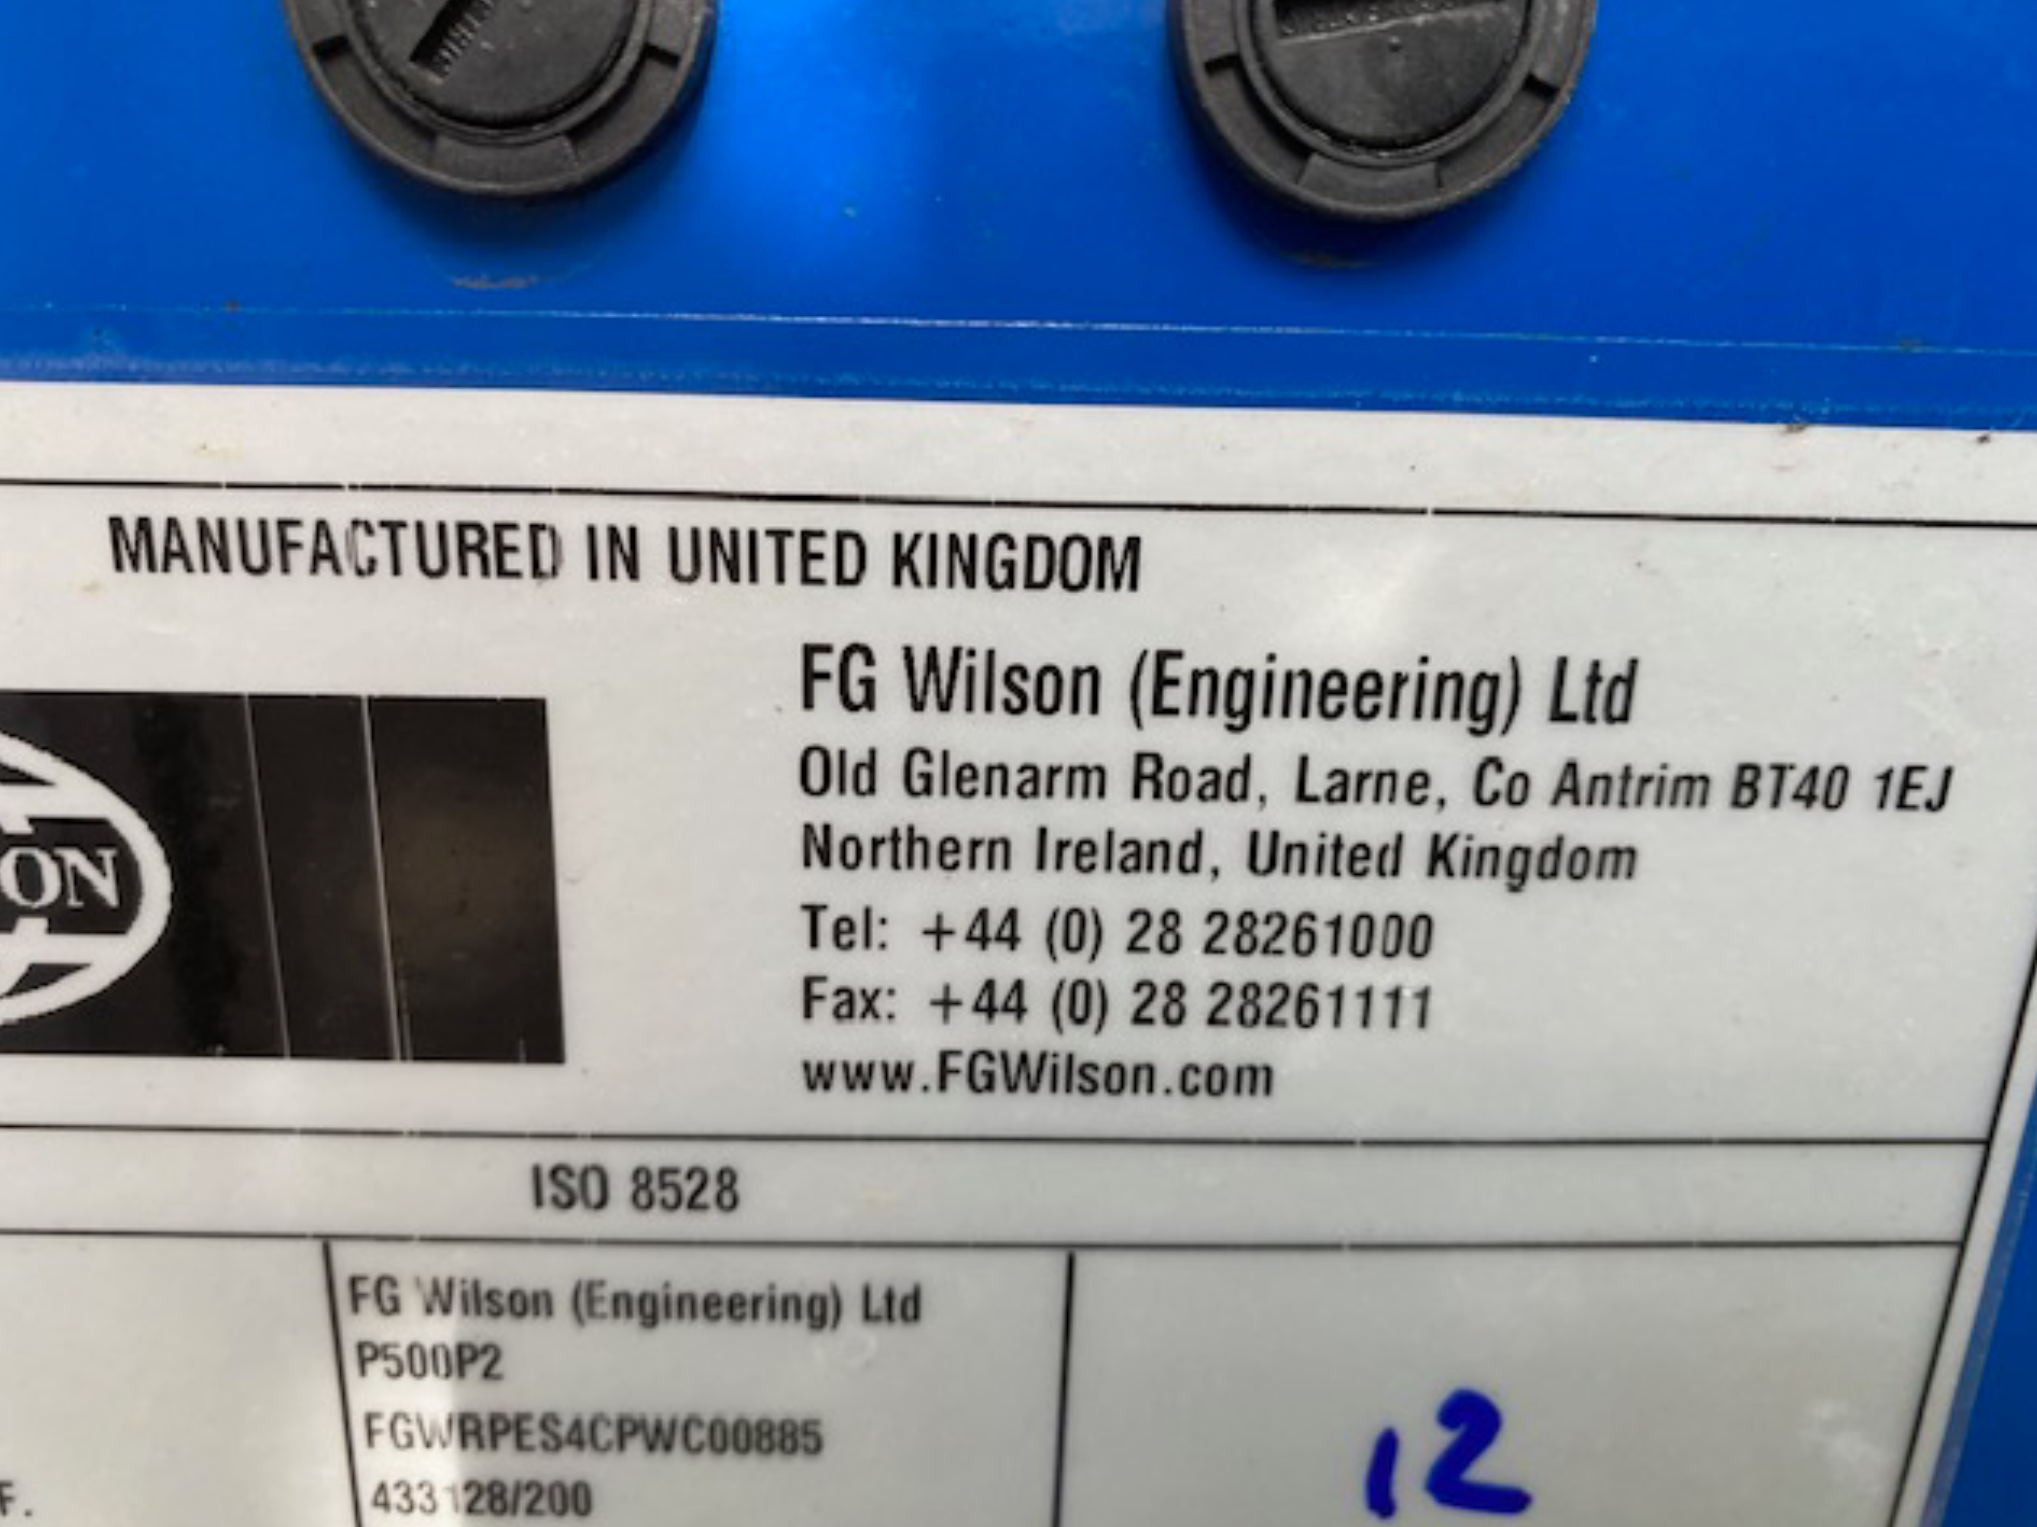 MANUFACTURED IN UNITED KINGDOM
FG Wilson (Engineering) Ltd
Old Glenarm Road, Larne, Co Antrim BT40 1EJ
Northern Ireland, United Kingdom
Tel: +44 (0) 28 28261000
Fax: +44 (0) 28 28261111
www.FGWilson.com
ON
ISO 8528
FG Wilson (Engineering) Ltd
P500P2
FGWRPES4CPWC00885
F. 433128/200
12